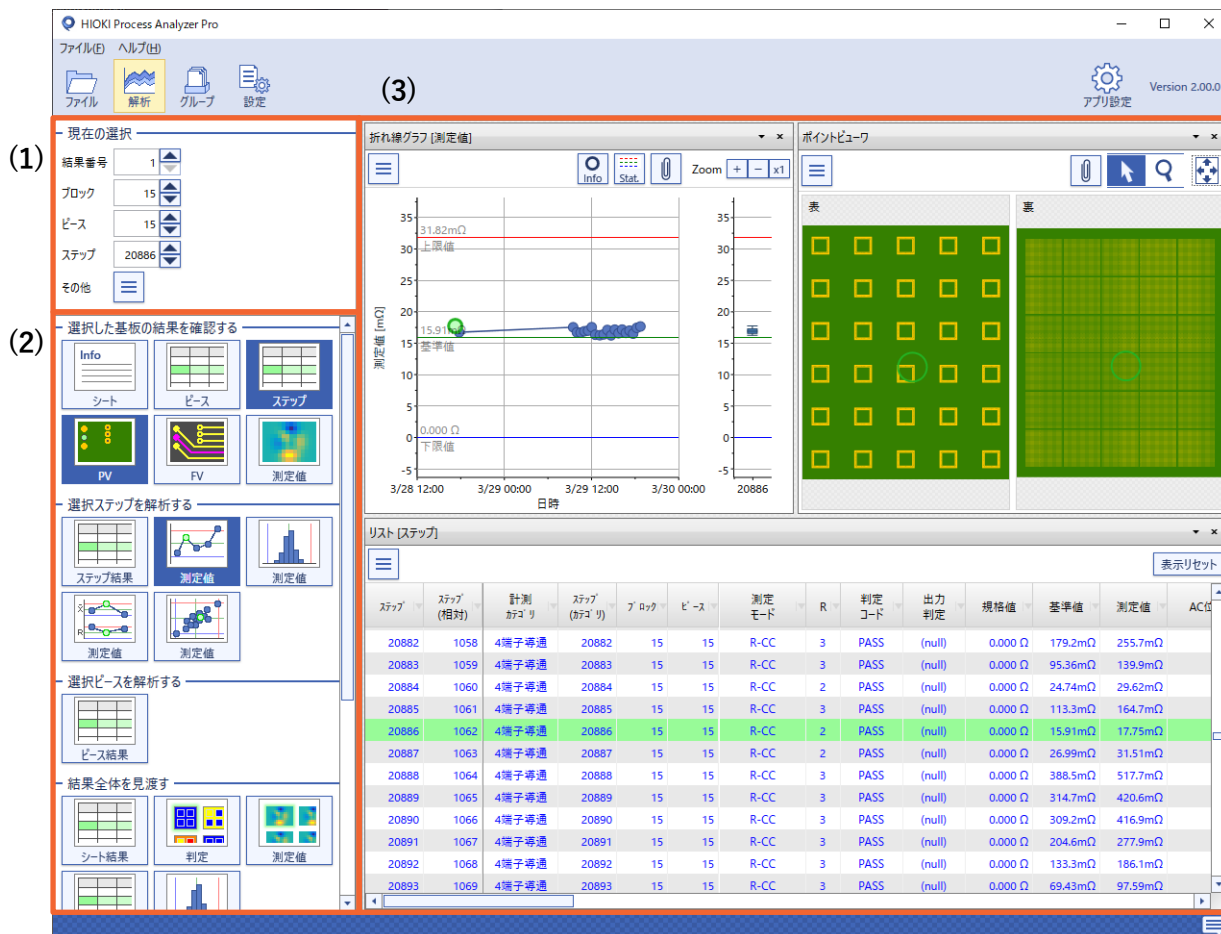 HIOKI Process Analyzer Pro
ファイル(F) ヘルプ(H)
ファイル 解析 グループ 設定
(3)
アプリ設定 Version 2.00.0
(1)
現在の選択
結果番号 1
ブロック 15
ピース 15
ステップ 20886
その他
(2)
選択した基板の結果を確認する
Info
シート ピース ステップ
PV FV 測定値
選択ステップを解析する
ステップ結果 測定値 測定値
X̄
R
測定値 測定値
選択ピースを解析する
ピース結果
結果全体を見渡す
シート結果 判定 測定値
折れ線グラフ [測定値]
Info Stat. Zoom + − x1
測定値 [mΩ]
35 35
31.82mΩ
30 上限値 30
25 25
20 20
15.91mΩ
15 基準値 15
10 10
5 5
0.000 Ω
0 下限値 0
-5 -5
3/28 12:00 3/29 00:00 3/29 12:00 3/30 00:00 20886
日時
ポイントビューワ
表 裏
リスト [ステップ]
表示リセット
ステップ ステップ(相対) 計測カテゴリ ステップ(カテゴリ) ブロック ピース 測定モード R 判定コード 出力判定 規格値 基準値 測定値 AC位
20882 1058 4端子導通 20882 15 15 R-CC 3 PASS (null) 0.000 Ω 179.2mΩ 255.7mΩ
20883 1059 4端子導通 20883 15 15 R-CC 3 PASS (null) 0.000 Ω 95.36mΩ 139.9mΩ
20884 1060 4端子導通 20884 15 15 R-CC 2 PASS (null) 0.000 Ω 24.74mΩ 29.62mΩ
20885 1061 4端子導通 20885 15 15 R-CC 3 PASS (null) 0.000 Ω 113.3mΩ 164.7mΩ
20886 1062 4端子導通 20886 15 15 R-CC 2 PASS (null) 0.000 Ω 15.91mΩ 17.75mΩ
20887 1063 4端子導通 20887 15 15 R-CC 2 PASS (null) 0.000 Ω 26.99mΩ 31.51mΩ
20888 1064 4端子導通 20888 15 15 R-CC 3 PASS (null) 0.000 Ω 388.5mΩ 517.7mΩ
20889 1065 4端子導通 20889 15 15 R-CC 3 PASS (null) 0.000 Ω 314.7mΩ 420.6mΩ
20890 1066 4端子導通 20890 15 15 R-CC 3 PASS (null) 0.000 Ω 309.2mΩ 416.9mΩ
20891 1067 4端子導通 20891 15 15 R-CC 3 PASS (null) 0.000 Ω 204.6mΩ 277.9mΩ
20892 1068 4端子導通 20892 15 15 R-CC 3 PASS (null) 0.000 Ω 133.3mΩ 186.1mΩ
20893 1069 4端子導通 20893 15 15 R-CC 3 PASS (null) 0.000 Ω 69.43mΩ 97.59mΩ